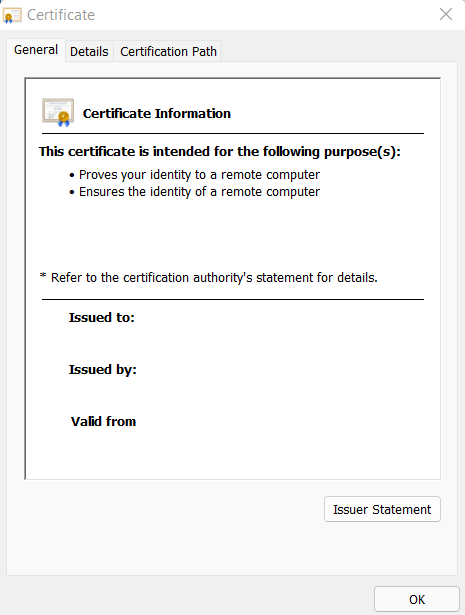 Certificate
General Details Certification Path
Certificate Information
This certificate is intended for the following purpose(s):
• Proves your identity to a remote computer
• Ensures the identity of a remote computer
* Refer to the certification authority's statement for details.
Issued to:
Issued by:
Valid from
Issuer Statement
OK